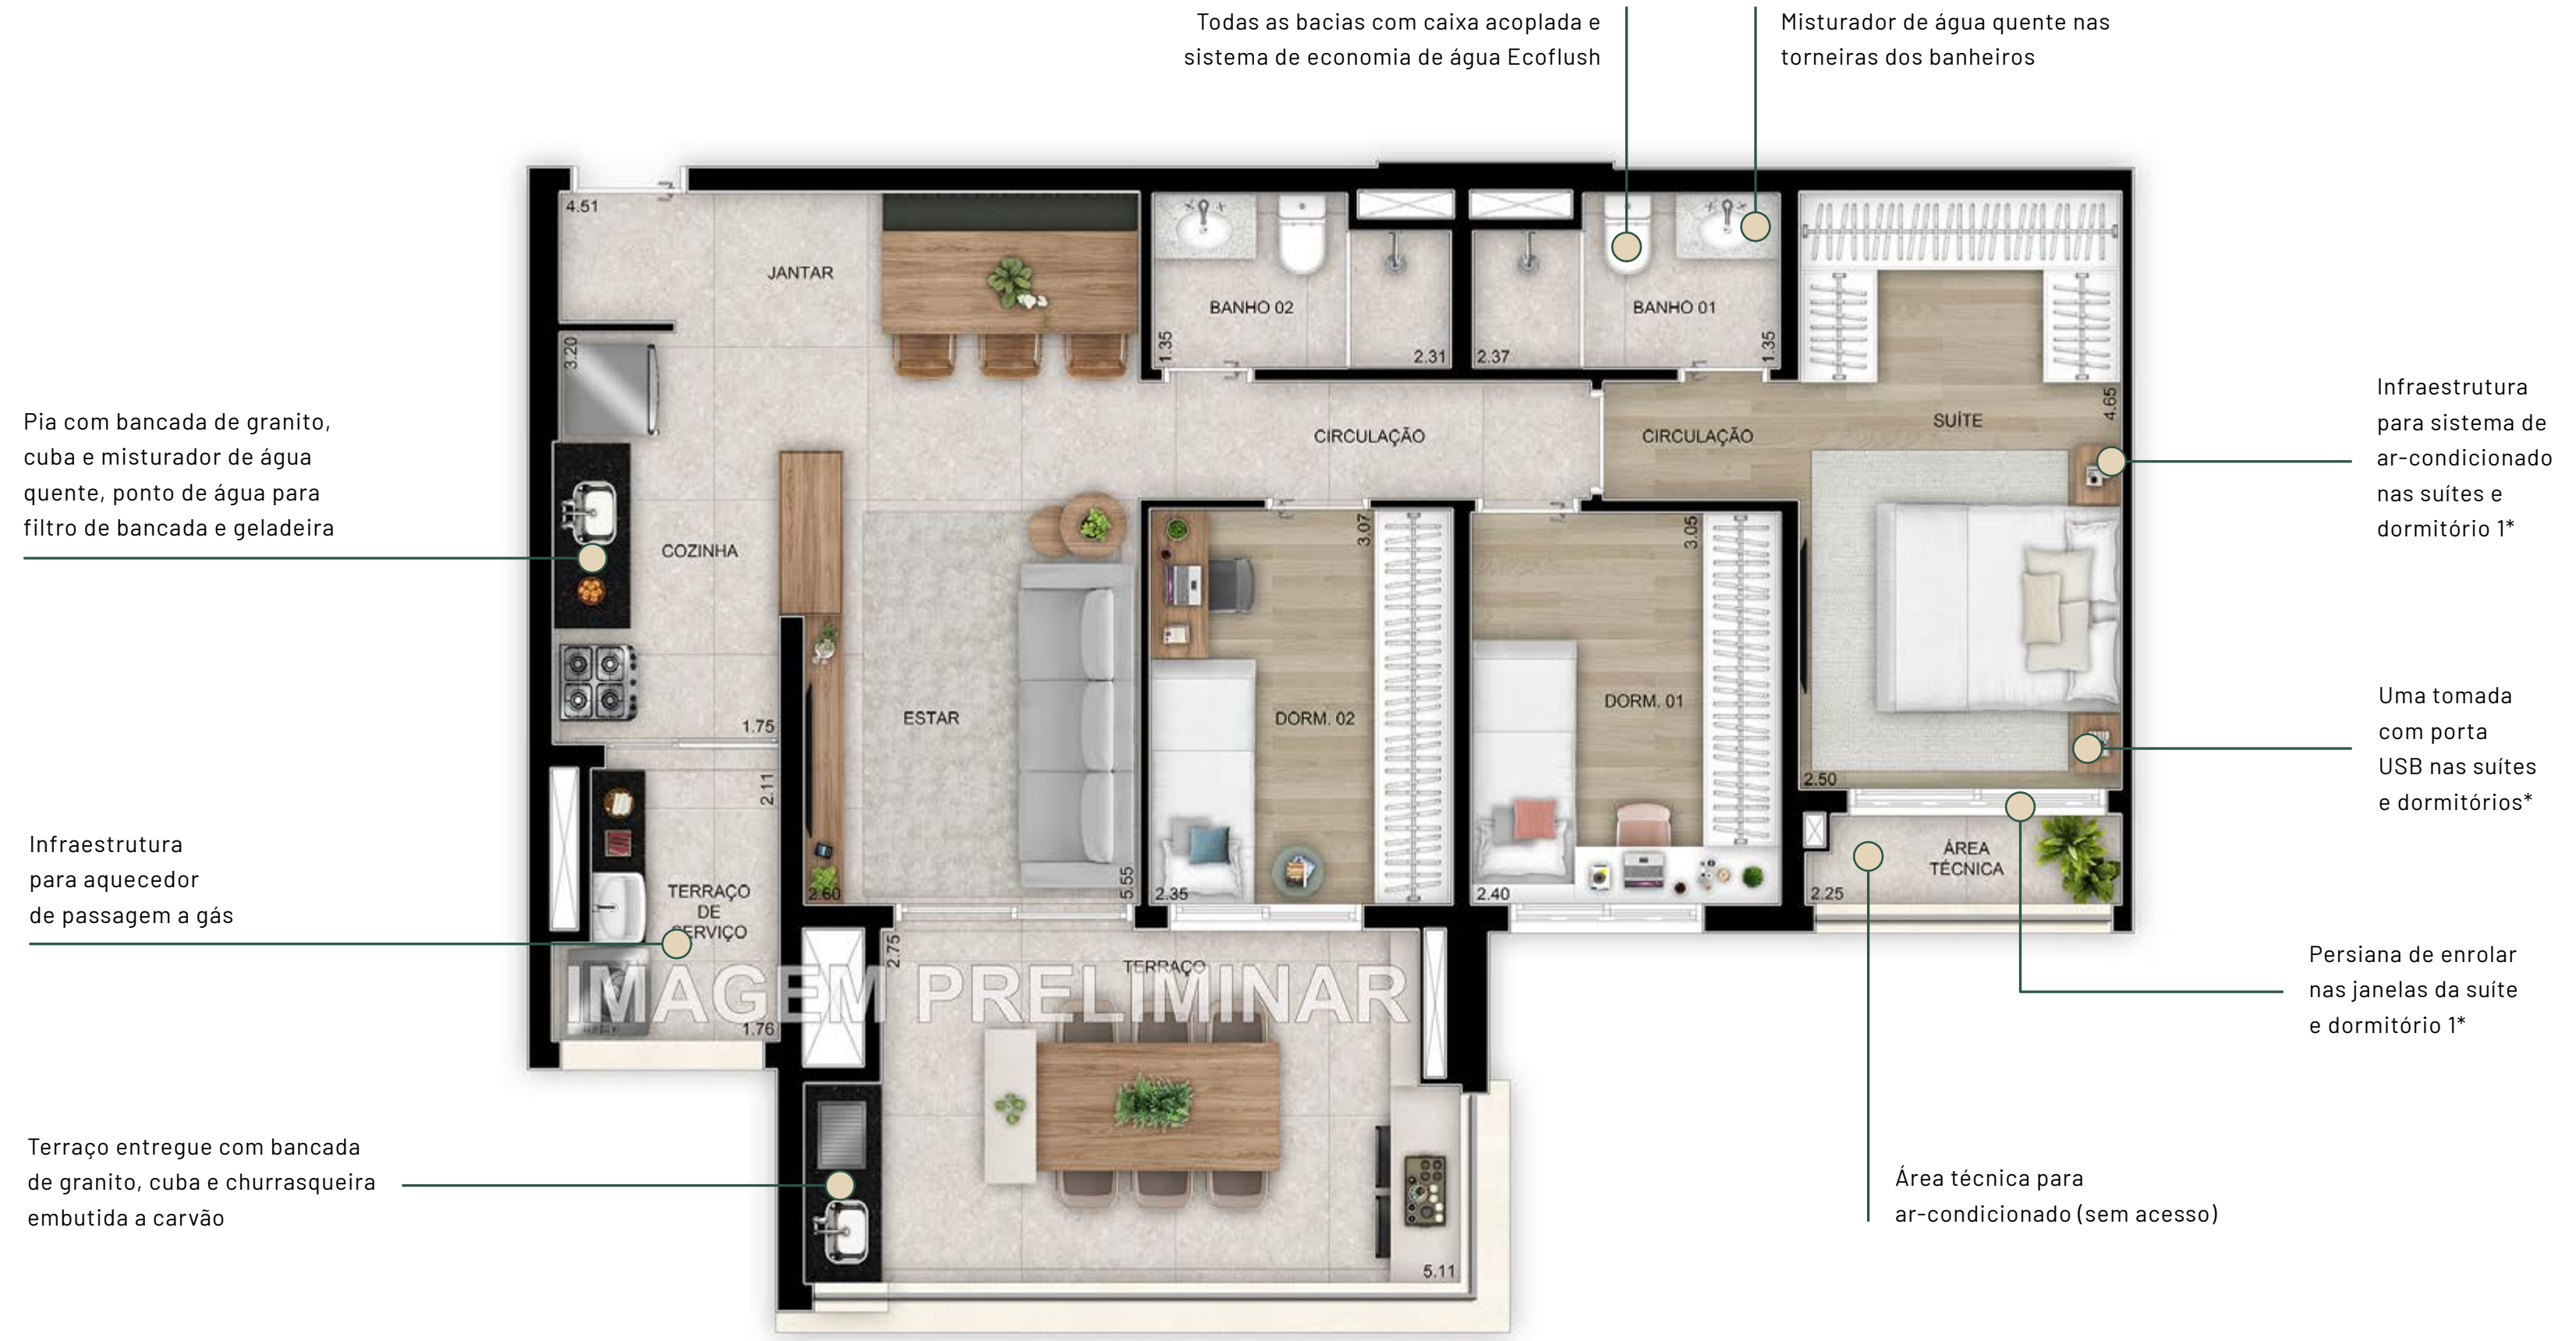 Todas as bacias com caixa acoplada e
sistema de economia de água Ecoflush
Misturador de água quente nas
torneiras dos banheiros
4.51
JANTAR
BANHO 02
1.35
2.31
2.37
BANHO 01
1.35
3.20
CIRCULAÇÃO
CIRCULAÇÃO
SUÍTE
4.65
Pia com bancada de granito,
cuba e misturador de água
quente, ponto de água para
filtro de bancada e geladeira
Infraestrutura
para sistema de
ar-condicionado
nas suítes e
dormitório 1*
COZINHA
3.07
3.05
1.75
ESTAR
DORM. 02
DORM. 01
Uma tomada
com porta
USB nas suítes
e dormitórios*
2.11
2.50
Infraestrutura
para aquecedor
de passagem a gás
TERRAÇO
DE
SERVIÇO
2.60
5.55
2.35
2.40
ÁREA
TÉCNICA
2.25
2.75
TERRAÇO
IMAGEM PRELIMINAR
1.76
Persiana de enrolar
nas janelas da suíte
e dormitório 1*
Terraço entregue com bancada
de granito, cuba e churrasqueira
embutida a carvão
5.11
Área técnica para
ar-condicionado (sem acesso)